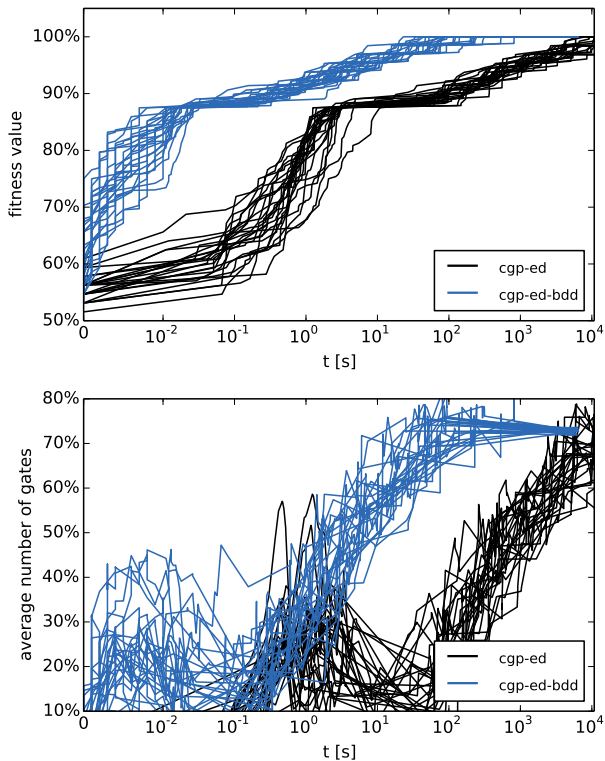 100%
90%
80%
70%
60%
50%
fitness value
cgp-ed
cgp-ed-bdd
0 10^-2 10^-1 10^0 10^1 10^2 10^3 10^4
t [s]
80%
70%
60%
50%
40%
30%
20%
10%
average number of gates
cgp-ed
cgp-ed-bdd
0 10^-2 10^-1 10^0 10^1 10^2 10^3 10^4
t [s]